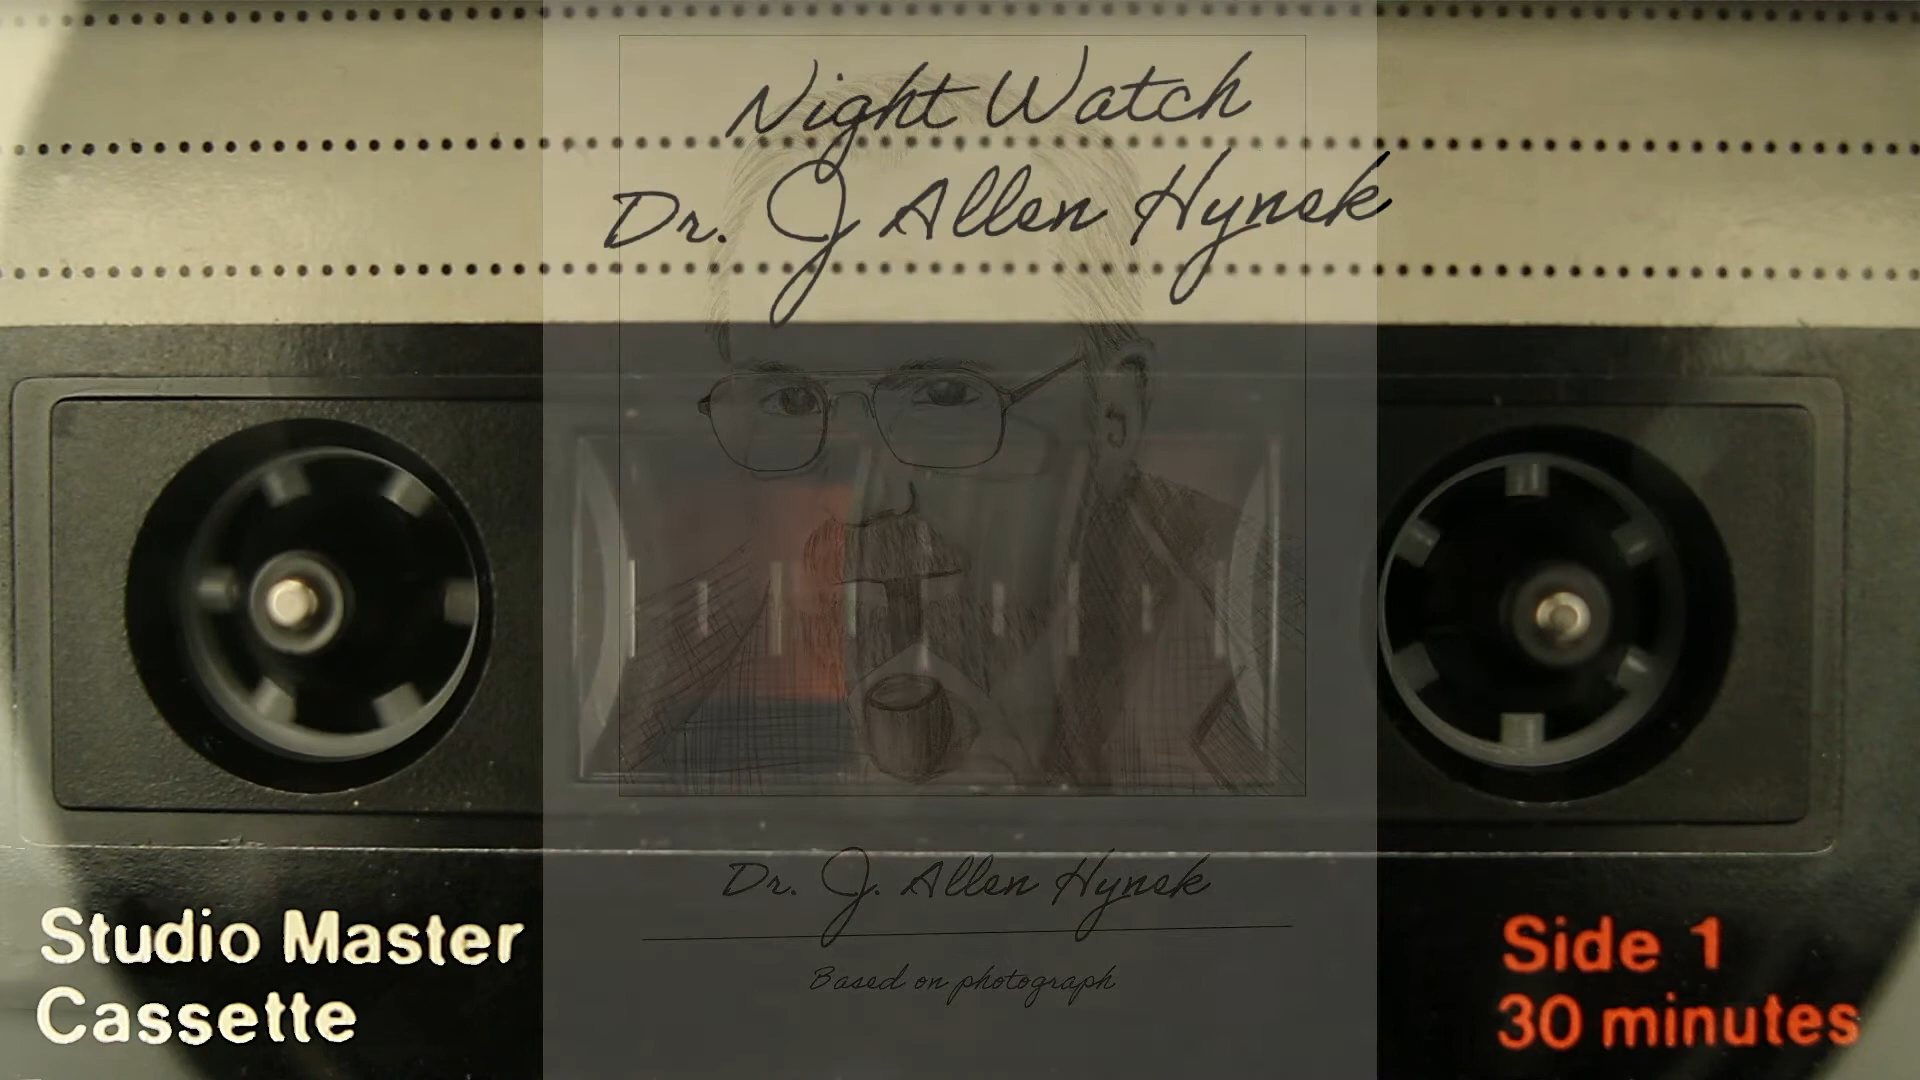 Night Watch
Dr. J Allen Hynek
Dr. J. Allen Hynek
Based on photograph
Studio Master
Cassette
Side 1
30 minutes